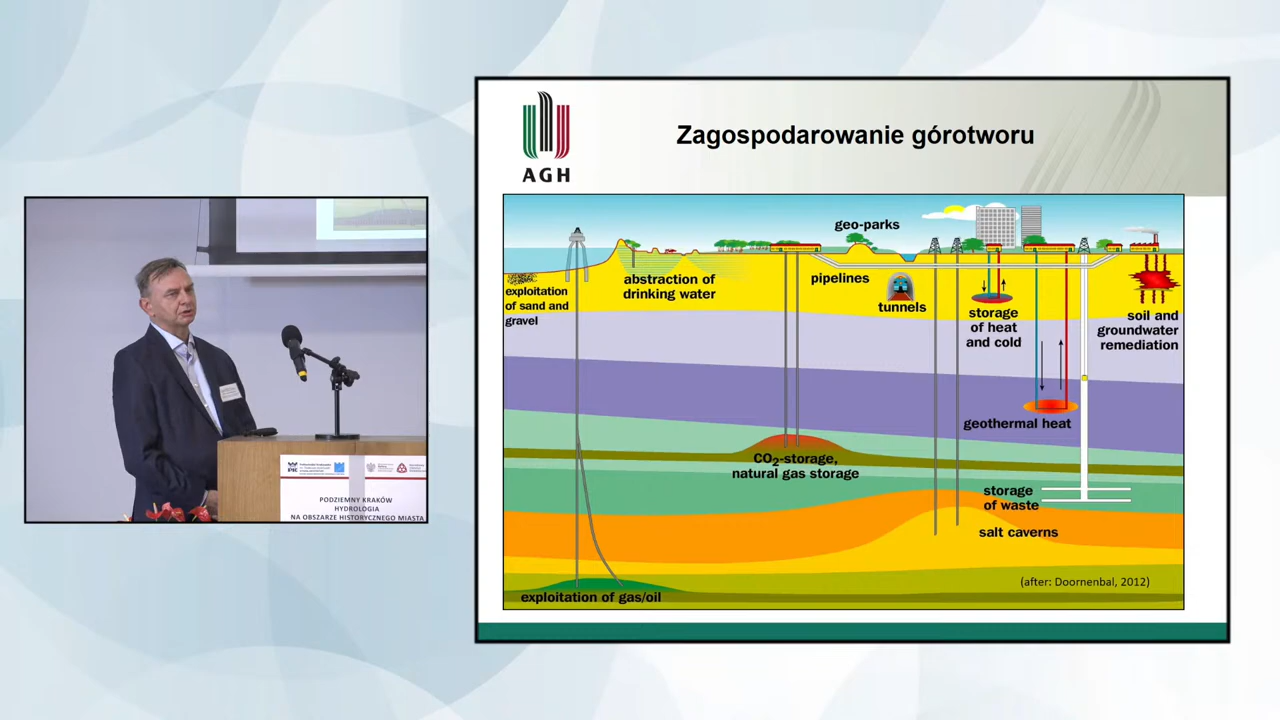 AGH
Zagospodarowanie górotworu
geo-parks
abstraction of
drinking water
pipelines
tunnels
exploitation
of sand and
gravel
storage
of heat
and cold
soil and
groundwater
remediation
geothermal heat
CO2-storage,
natural gas storage
storage
of waste
salt caverns
(after: Doornenbal, 2012)
exploitation of gas/oil
PODZIEMNY KRAKÓW
HYDROLOGIA
NA OBSZARZE HISTORYCZNEGO MIASTA